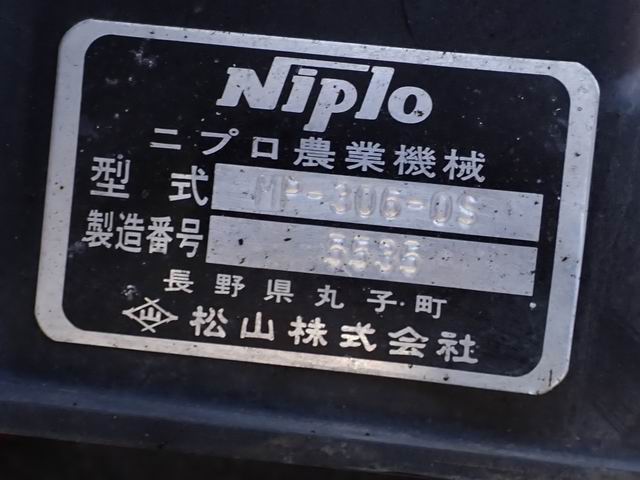 Niplo
ニプロ農業機械
型式 MP-306-0S
製造番号
長野県丸子町
松山株式会社